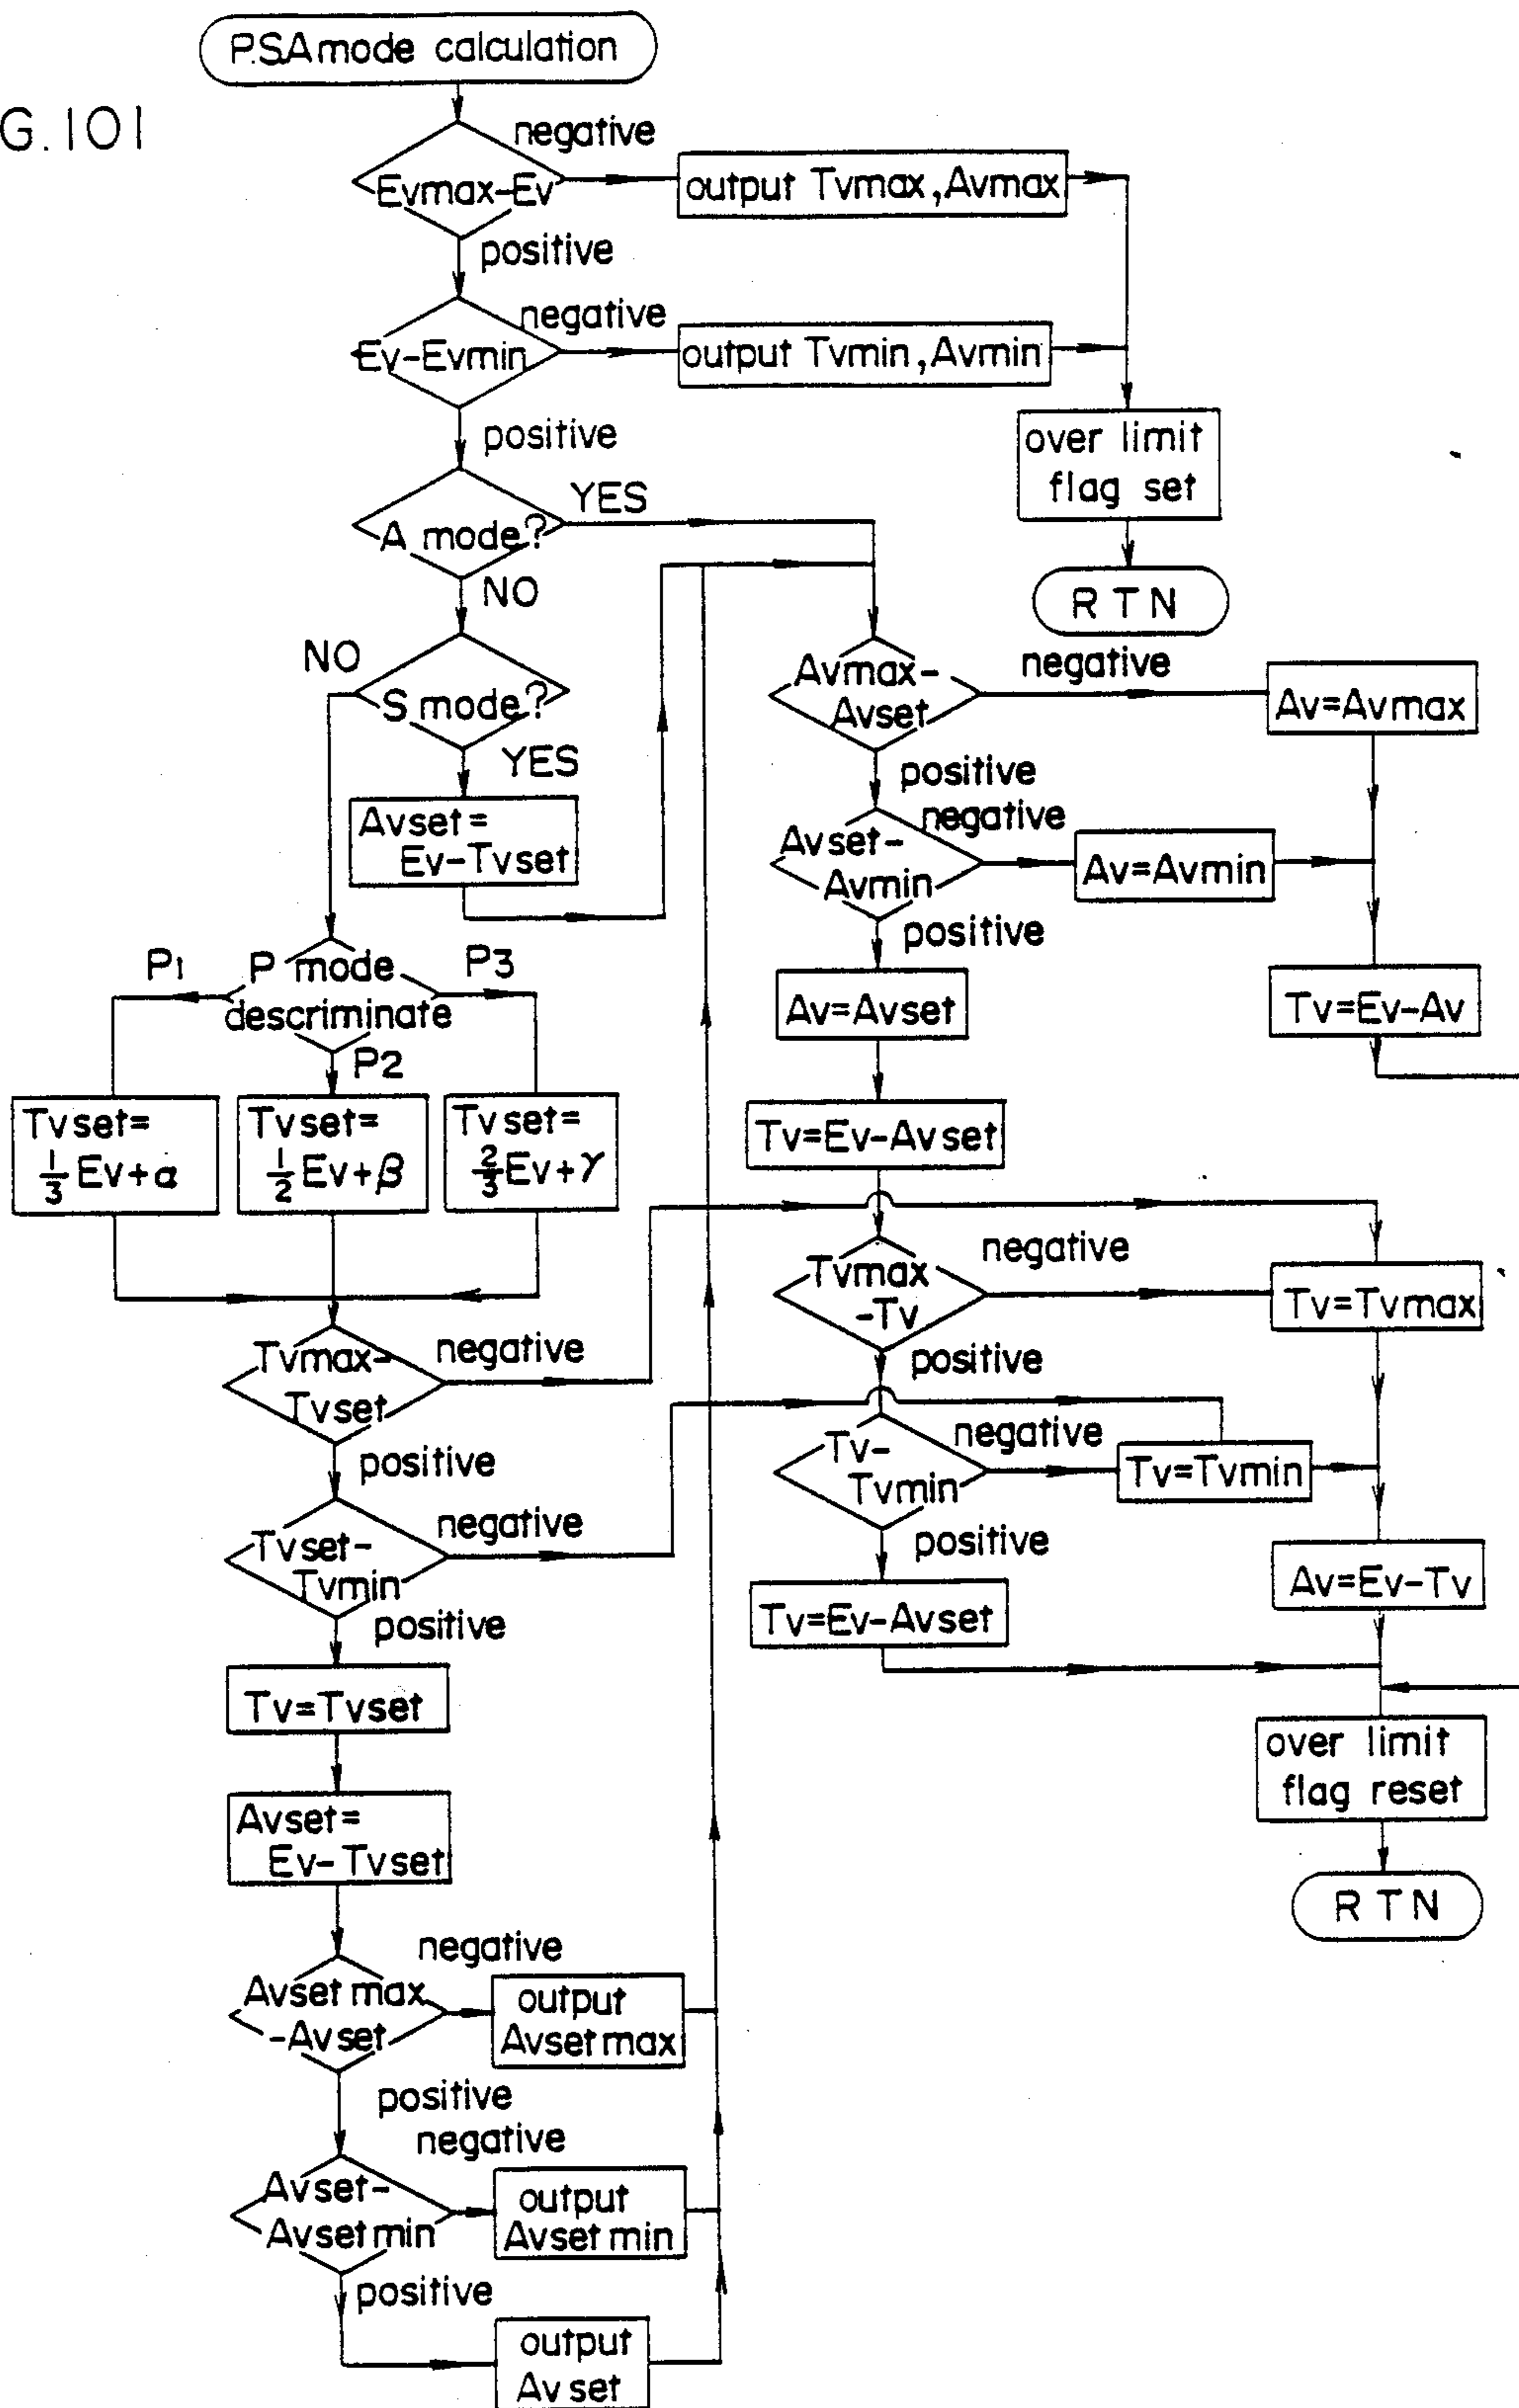 P.S.A mode calculation
G.101
negative
Evmax-Ev
output Tvmax,Avmax
positive
negative
Ev-Evmin
output Tvmin,Avmin
positive
over limit
flag set
RTN
YES
A mode?
NO
NO
S mode?
YES
Avset=
Ev-Tvset
Avmax-
Avset
negative
Av=Avmax
positive
negative
Avset-
Avmin
Av=Avmin
positive
Av=Avset
Tv=Ev-Av
Tv=Ev-Avset
P1
P mode
descriminate
P3
P2
Tvset=
1/3 Ev+α
Tvset=
1/2 Ev+β
Tvset=
2/3 Ev+γ
Tvmax
-Tv
negative
Tv=Tvmax
positive
Tvmax-
Tvset
negative
positive
Tv-
Tvmin
negative
Tv=Tvmin
positive
Tvset-
Tvmin
negative
positive
Tv=Ev-Avset
Av=Ev-Tv
Tv=Tvset
over limit
flag reset
RTN
Avset=
Ev-Tvset
negative
Avset max
-Avset
output
Avset max
positive
negative
Avset-
Avset min
output
Avset min
positive
output
Avset